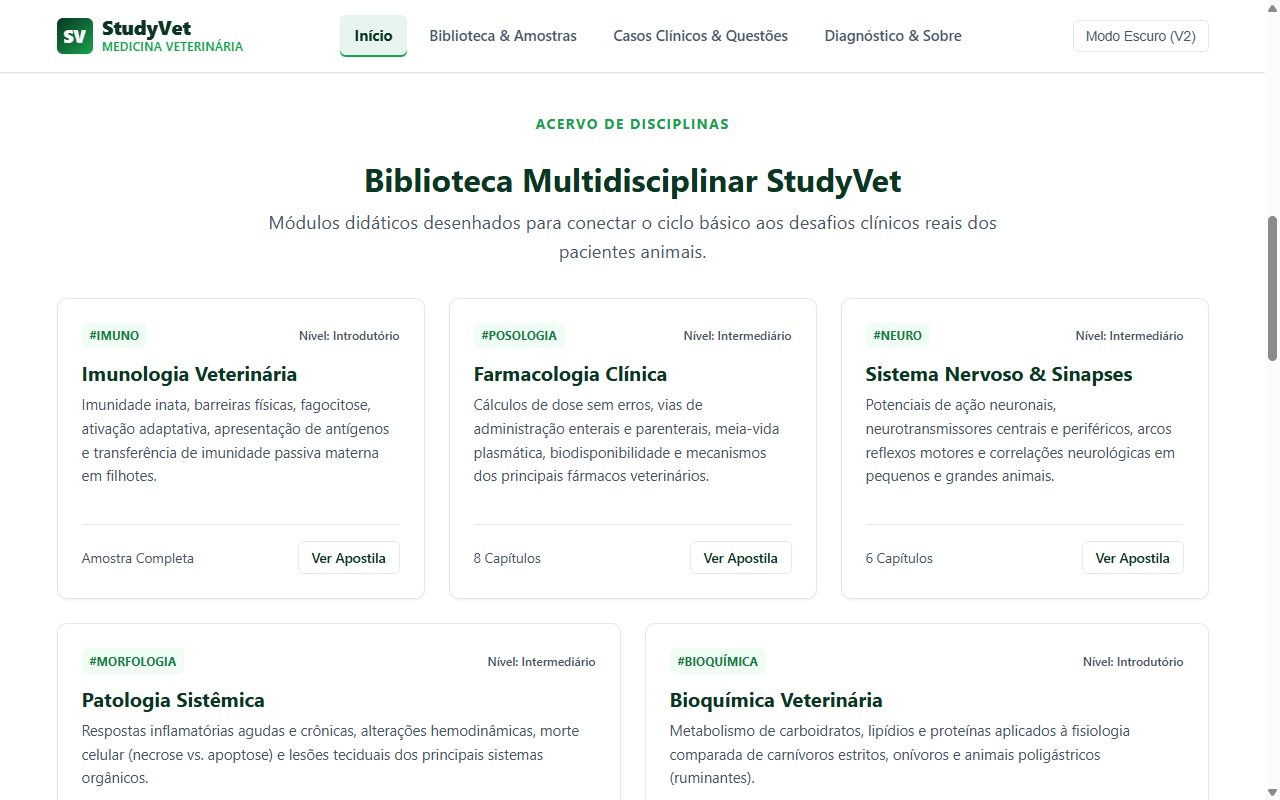 SV
StudyVet
MEDICINA VETERINÁRIA
Início
Biblioteca & Amostras
Casos Clínicos & Questões
Diagnóstico & Sobre
Modo Escuro (V2)
ACERVO DE DISCIPLINAS
Biblioteca Multidisciplinar StudyVet
Módulos didáticos desenhados para conectar o ciclo básico aos desafios clínicos reais dos
pacientes animais.
#IMUNO
Nível: Introdutório
Imunologia Veterinária
Imunidade inata, barreiras físicas, fagocitose,
ativação adaptativa, apresentação de antígenos
e transferência de imunidade passiva materna
em filhotes.
Amostra Completa
Ver Apostila
#POSOLOGIA
Nível: Intermediário
Farmacologia Clínica
Cálculos de dose sem erros, vias de
administração enterais e parenterais, meia-vida
plasmática, biodisponibilidade e mecanismos
dos principais fármacos veterinários.
8 Capítulos
Ver Apostila
#NEURO
Nível: Intermediário
Sistema Nervoso & Sinapses
Potenciais de ação neuronais,
neurotransmissores centrais e periféricos, arcos
reflexos motores e correlações neurológicas em
pequenos e grandes animais.
6 Capítulos
Ver Apostila
#MORFOLOGIA
Nível: Intermediário
Patologia Sistêmica
Respostas inflamatórias agudas e crônicas, alterações hemodinâmicas, morte
celular (necrose vs. apoptose) e lesões teciduais dos principais sistemas
orgânicos.
#BIOQUÍMICA
Nível: Introdutório
Bioquímica Veterinária
Metabolismo de carboidratos, lipídios e proteínas aplicados à fisiologia
comparada de carnívoros estritos, onívoros e animais poligástricos
(ruminantes).